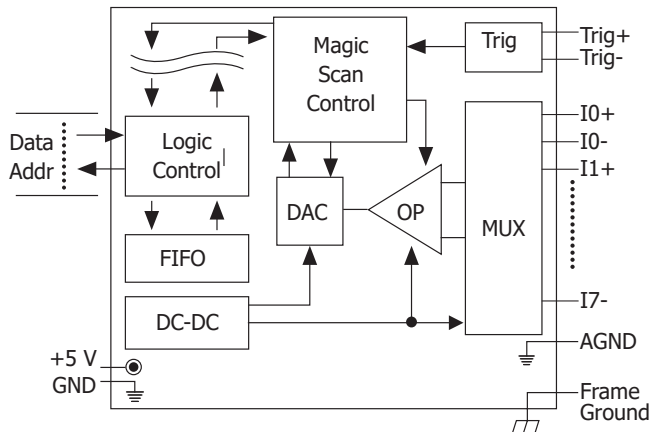 Magic
Scan
Control
Trig
Trig+
Trig-
Data
Addr
Logic
Control
I0+
I0-
I1+
DAC
OP
MUX
FIFO
DC-DC
I7-
+5 V
GND
AGND
Frame
Ground